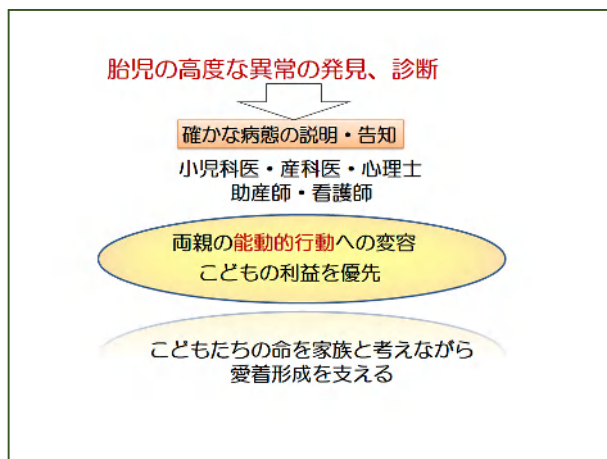 胎児の高度な異常の発見、診断
確かな病態の説明・告知
小児科医・産科医・心理士
助産師・看護師
両親の能動的行動への変容
こどもの利益を優先
こどもたちの命を家族と考えながら
愛着形成を支える